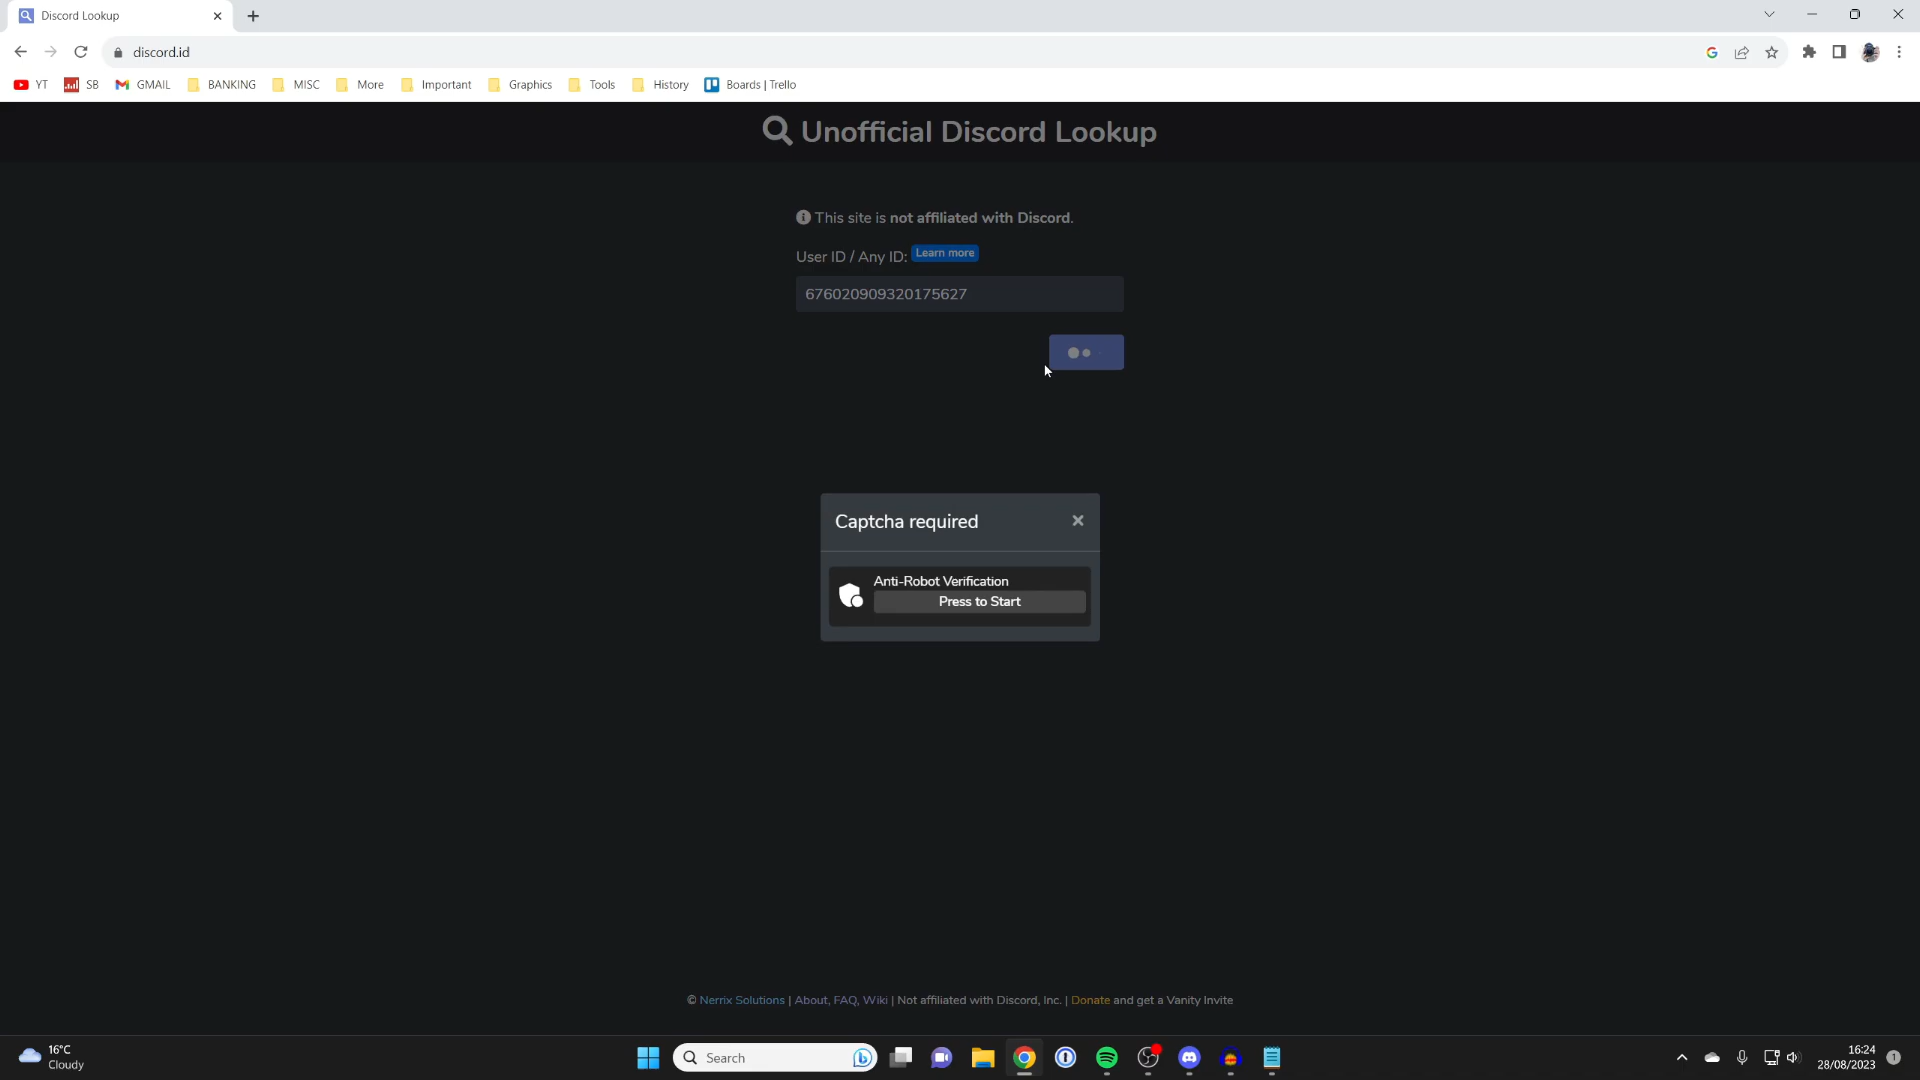 Discord Lookup
discord.id
YT SB GMAIL BANKING MISC More Important Graphics Tools History Boards | Trello
Unofficial Discord Lookup
This site is not affiliated with Discord.
User ID / Any ID: Learn more
676020909320175627
Captcha required
Anti-Robot Verification
Press to Start
© Nerrix Solutions | About, FAQ, Wiki | Not affiliated with Discord, Inc. | Donate and get a Vanity Invite
16°C
Cloudy
Search
16:24
28/08/2023
1